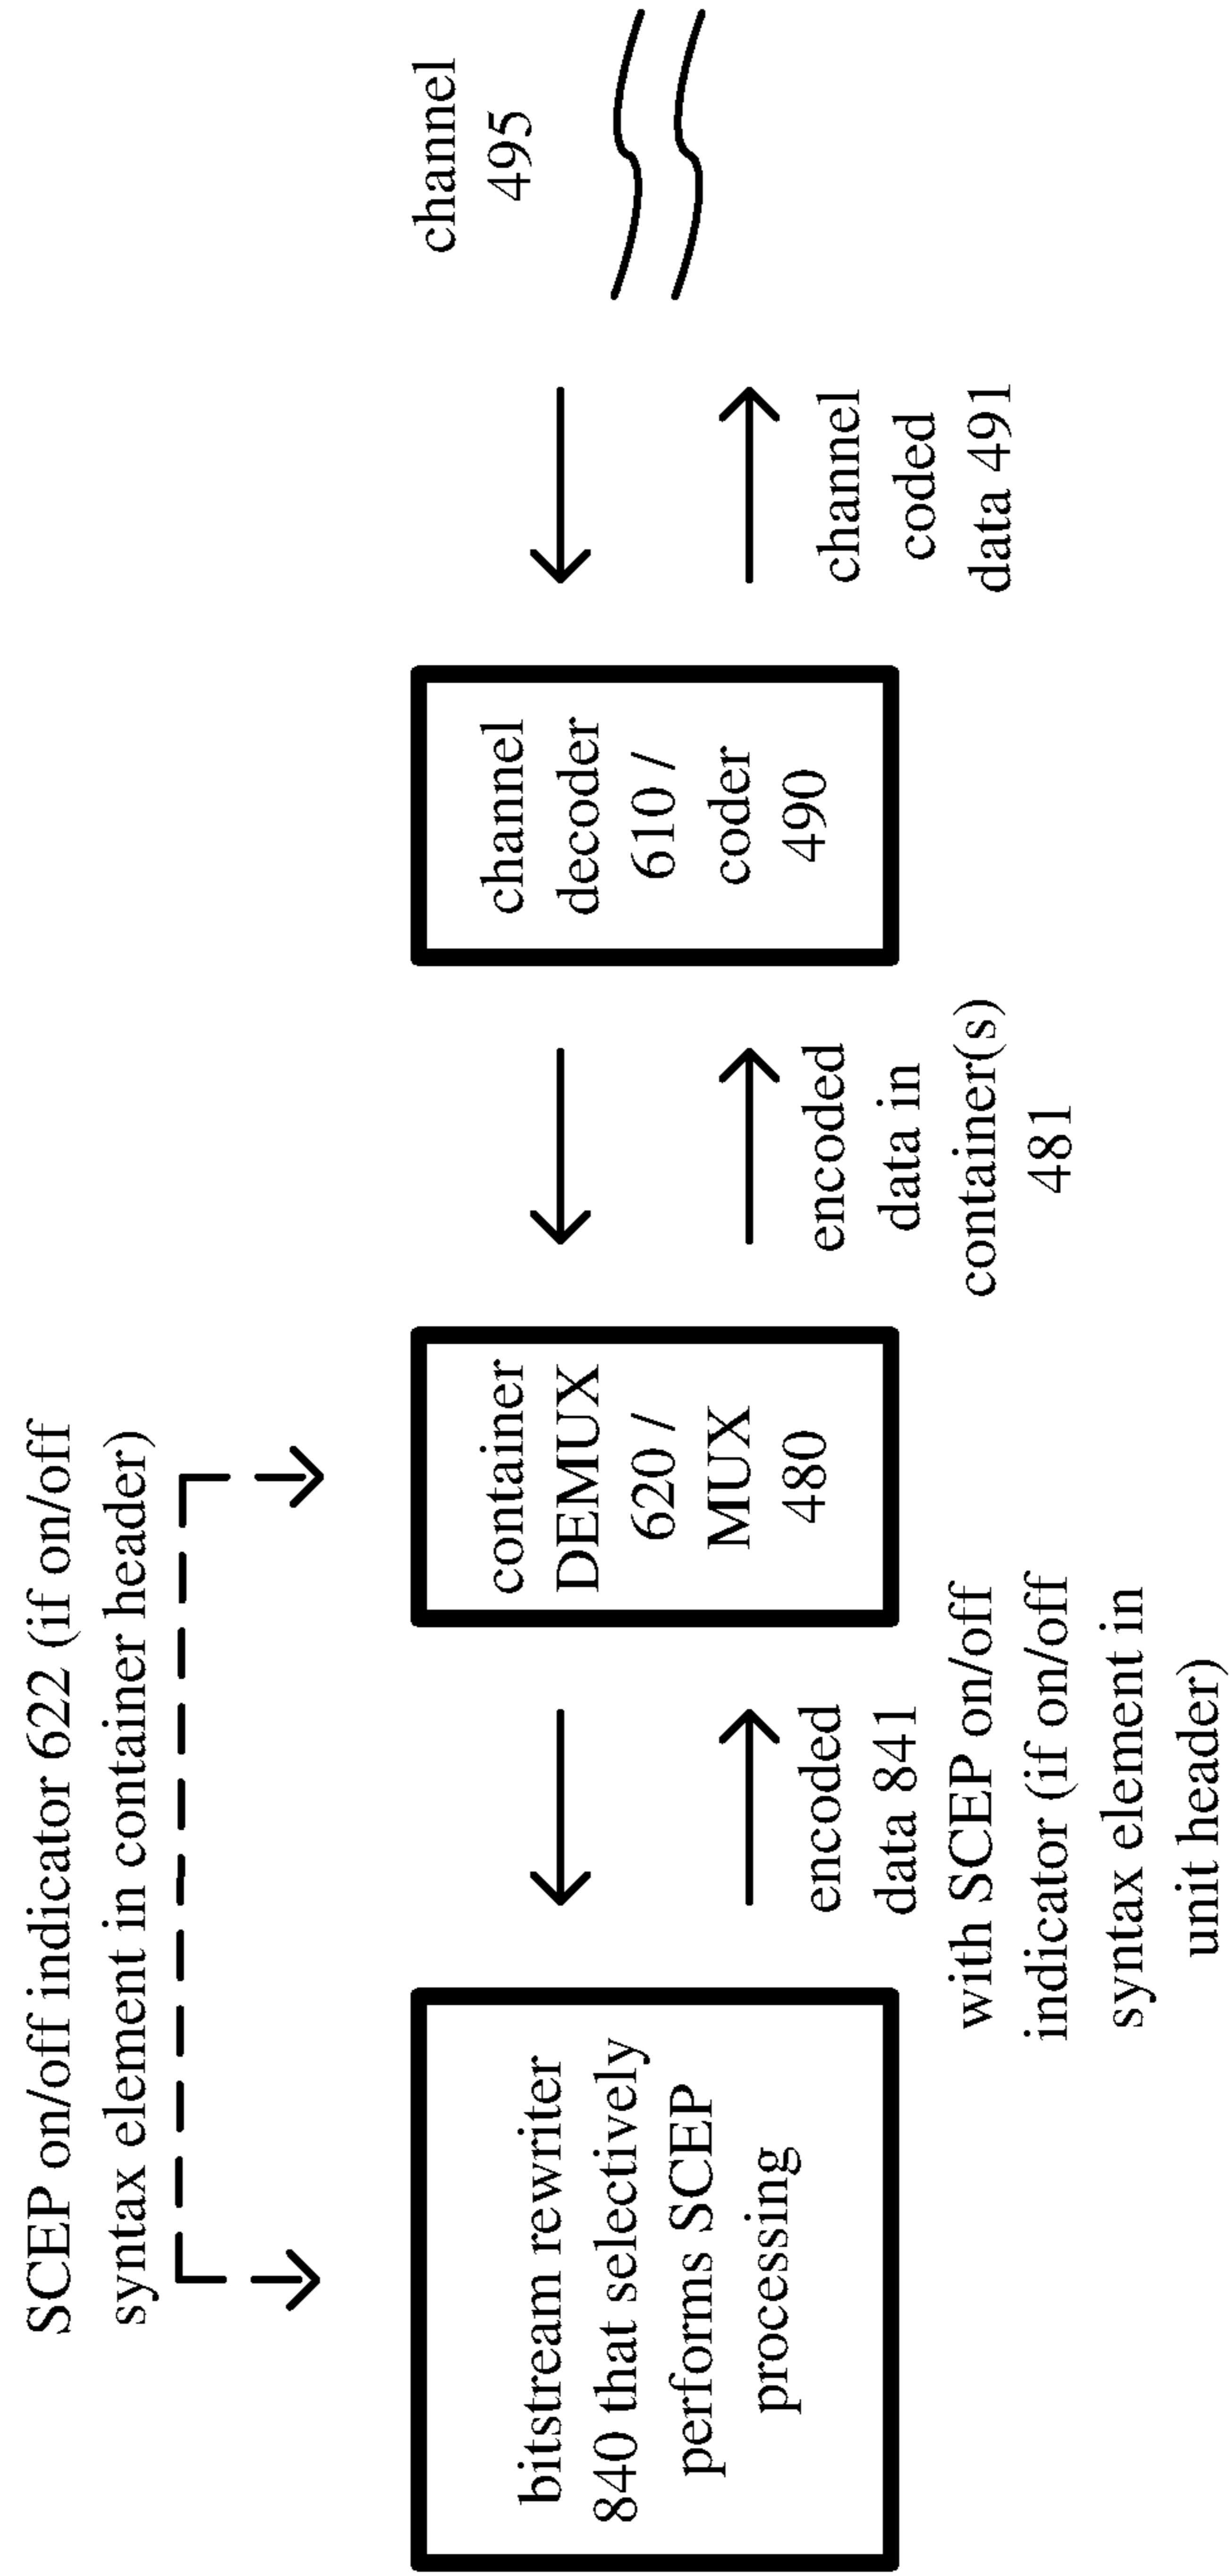 SCEP on/off indicator 622 (if on/off
syntax element in container header)
bitstream rewriter
840 that selectively
performs SCEP
processing
encoded
data 841
with SCEP on/off
indicator (if on/off
syntax element in
unit header)
container
DEMUX
620 /
MUX
480
encoded
data in
container(s)
481
channel
decoder
610 /
coder
490
channel
coded
data 491
channel
495